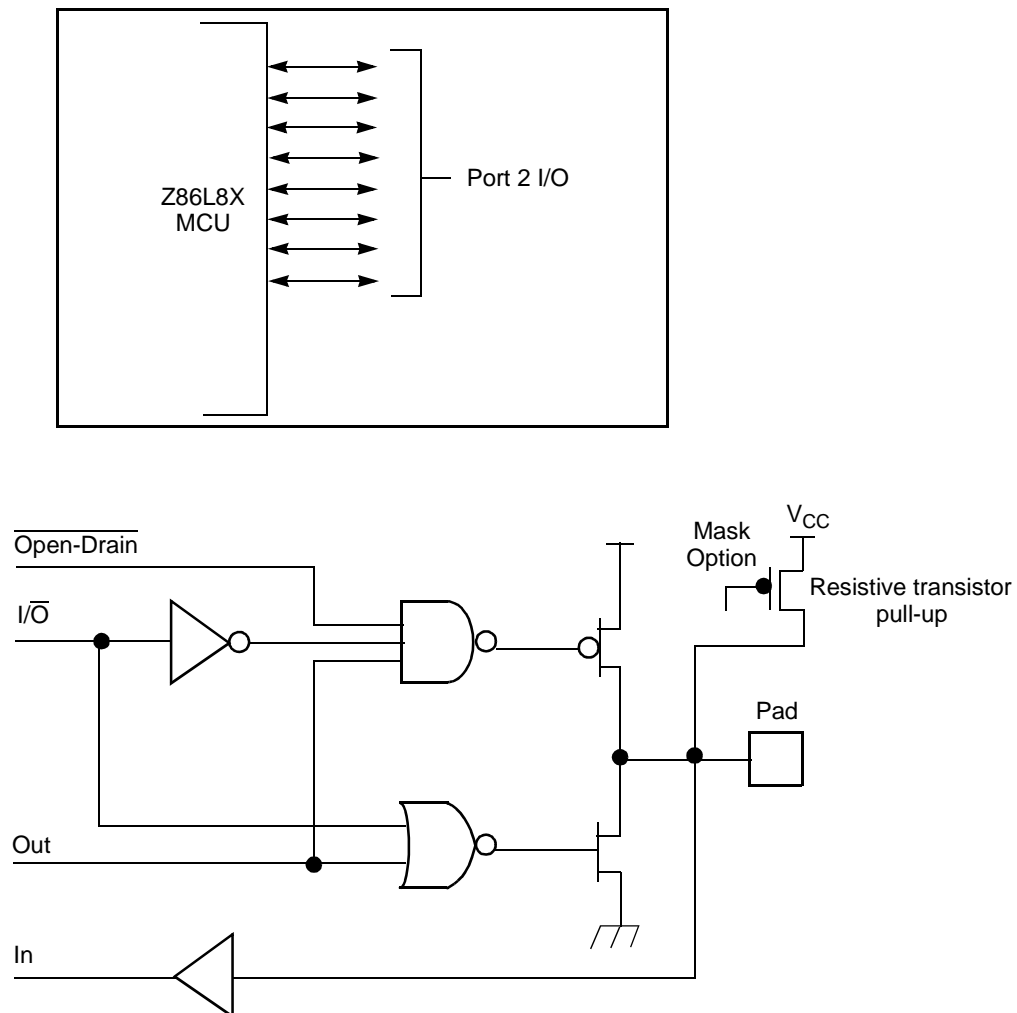 Z86L8X
MCU
Port 2 I/O
Open-Drain
I/O
Mask
Option
VCC
Resistive transistor
pull-up
Pad
Out
In